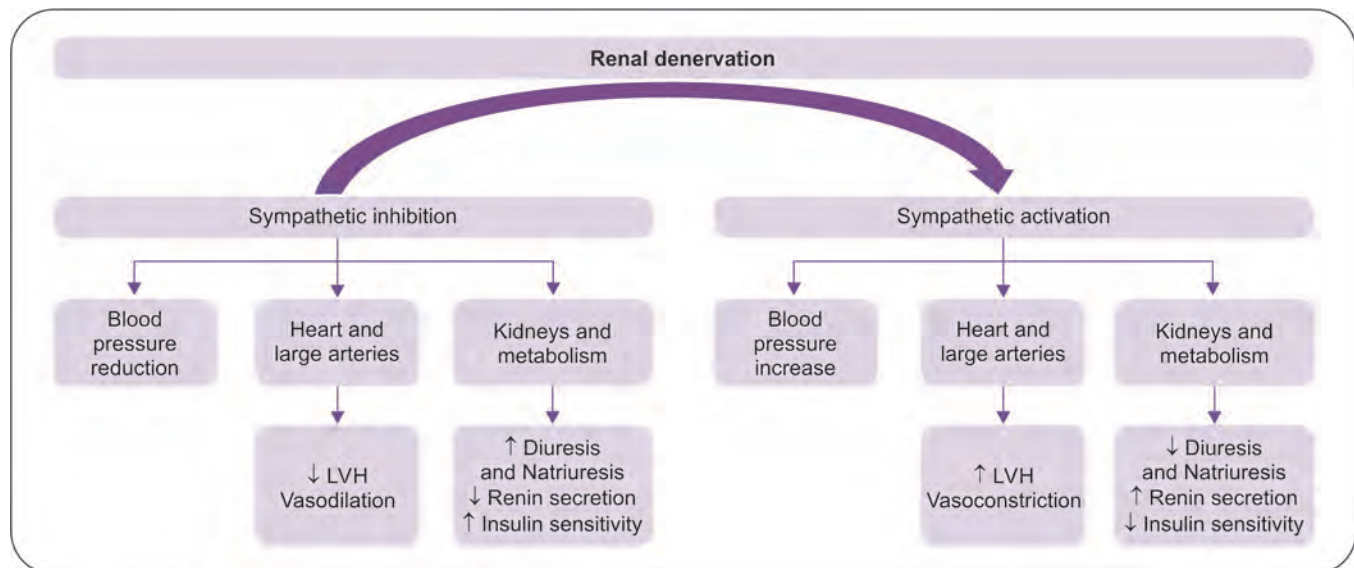 Renal denervation
Sympathetic inhibition
Sympathetic activation
Blood
pressure
reduction
Heart and
large arteries
Kidneys and
metabolism
Blood
pressure
increase
Heart and
large arteries
Kidneys and
metabolism
↓ LVH
Vasodilation
↑ Diuresis
and Natriuresis
↓ Renin secretion
↑ Insulin sensitivity
↑ LVH
Vasoconstriction
↓ Diuresis
and Natriuresis
↑ Renin secretion
↓ Insulin sensitivity